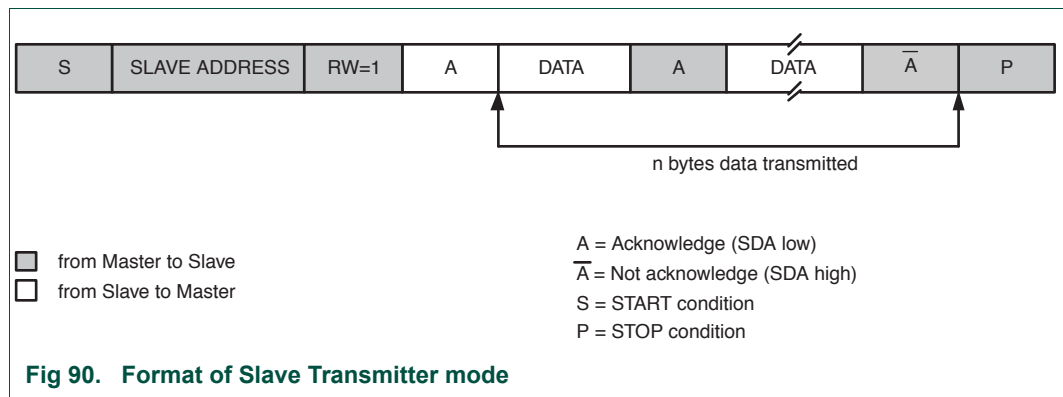 S SLAVE ADDRESS RW=1 A DATA A DATA A̅ P
n bytes data transmitted
from Master to Slave
from Slave to Master
A = Acknowledge (SDA low)
A̅ = Not acknowledge (SDA high)
S = START condition
P = STOP condition
Fig 90. Format of Slave Transmitter mode